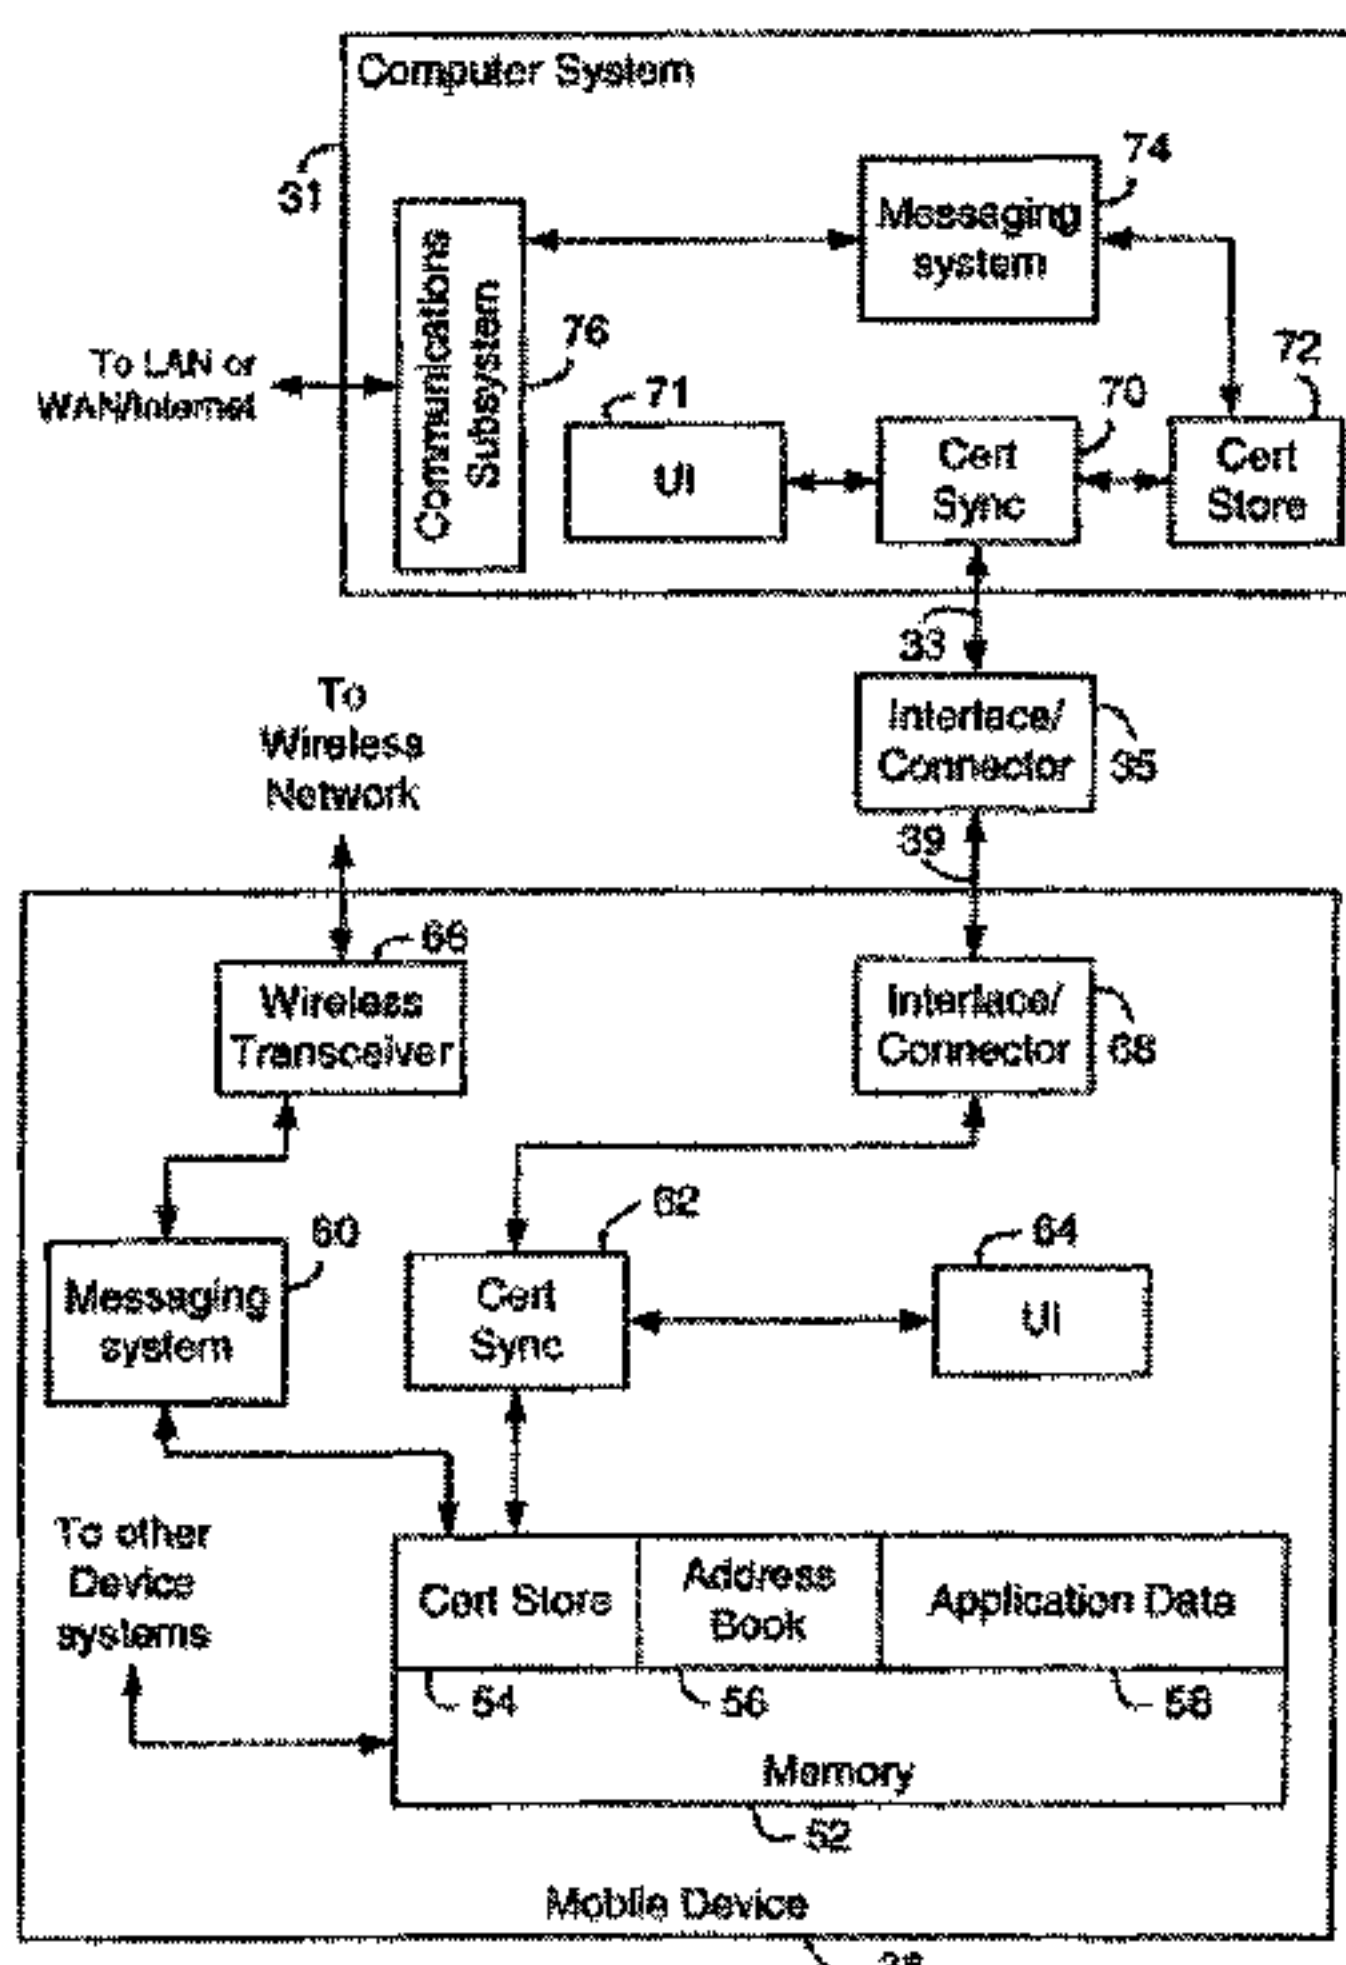 Computer System
31
74
Messaging
system
Communications
Subsystem
76
To LAN or
WAN/Internet
71
UI
70
Cert
Sync
72
Cert
Store
33
Interface/
Connector
35
To
Wireless
Network
39
66
Wireless
Transceiver
Interface/
Connector
68
60
Messaging
system
62
Cert
Sync
64
UI
To other
Device
systems
Cert Store
Address
Book
Application Data
54
56
58
Memory
52
Mobile Device